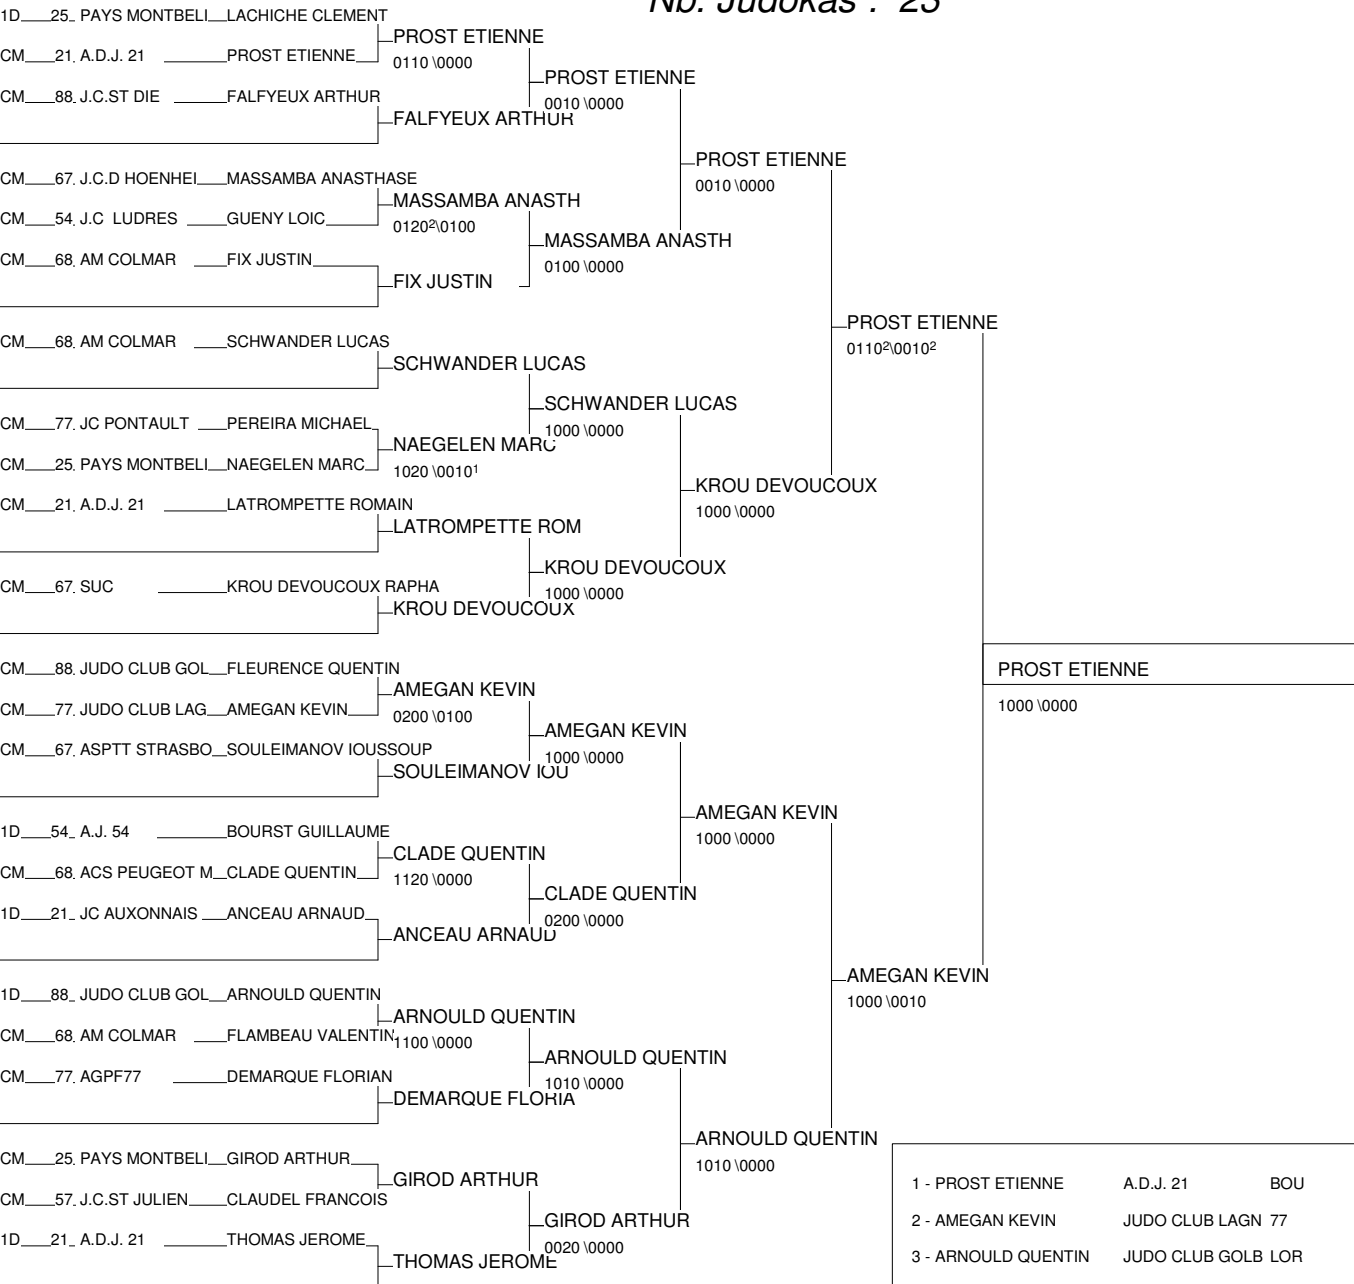 Nb. Judokas : 23
1D 25 PAYS MONTBELI LACHICHE CLEMENT
PROST ETIENNE
CM 21 A.D.J. 21 PROST ETIENNE
0110 \0000
PROST ETIENNE
CM 88 J.C.ST DIE FALFYEUX ARTHUR
0010 \0000
FALFYEUX ARTHUR
PROST ETIENNE
CM 67 J.C.D HOENHEI MASSAMBA ANASTHASE
0010 \0000
MASSAMBA ANASTH
CM 54 J.C LUDRES GUENY LOIC
0120²\0100
MASSAMBA ANASTH
CM 68 AM COLMAR FIX JUSTIN
0100 \0000
FIX JUSTIN
PROST ETIENNE
CM 68 AM COLMAR SCHWANDER LUCAS
0110²\0010²
SCHWANDER LUCAS
SCHWANDER LUCAS
CM 77 JC PONTAULT PEREIRA MICHAEL
1000 \0000
NAEGELEN MARC
CM 25 PAYS MONTBELI NAEGELEN MARC
1020 \0010¹
KROU DEVOUCOUX
CM 21 A.D.J. 21 LATROMPETTE ROMAIN
1000 \0000
LATROMPETTE ROM
KROU DEVOUCOUX
CM 67 SUC KROU DEVOUCOUX RAPHA
1000 \0000
KROU DEVOUCOUX
CM 88 JUDO CLUB GOL FLEURENCE QUENTIN
PROST ETIENNE
AMEGAN KEVIN
1000 \0000
CM 77 JUDO CLUB LAG AMEGAN KEVIN
0200 \0100
AMEGAN KEVIN
CM 67 ASPTT STRASBO SOULEIMANOV IOUSSOUP
1000 \0000
SOULEIMANOV IOU
AMEGAN KEVIN
CM 54 A.J. 54 BOURST GUILLAUME
1000 \0000
CLADE QUENTIN
CM 68 ACS PEUGEOT M CLADE QUENTIN
1120 \0000
CLADE QUENTIN
1D 21 JC AUXONNAIS ANCEAU ARNAUD
0200 \0000
ANCEAU ARNAUD
AMEGAN KEVIN
1D 88 JUDO CLUB GOL ARNOULD QUENTIN
1000 \0010
ARNOULD QUENTIN
CM 68 AM COLMAR FLAMBEAU VALENTIN
1100 \0000
ARNOULD QUENTIN
CM 77 AGPF77 DEMARQUE FLORIAN
1010 \0000
DEMARQUE FLORIA
ARNOULD QUENTIN
CM 25 PAYS MONTBELI GIROD ARTHUR
1010 \0000
GIROD ARTHUR
1 - PROST ETIENNE A.D.J. 21 BOU
CM 57 J.C.ST JULIEN CLAUDEL FRANCOIS
GIROD ARTHUR
2 - AMEGAN KEVIN JUDO CLUB LAGN 77
1D 21 A.D.J. 21 THOMAS JEROME
0020 \0000
3 - ARNOULD QUENTIN JUDO CLUB GOLB LOR
THOMAS JEROME